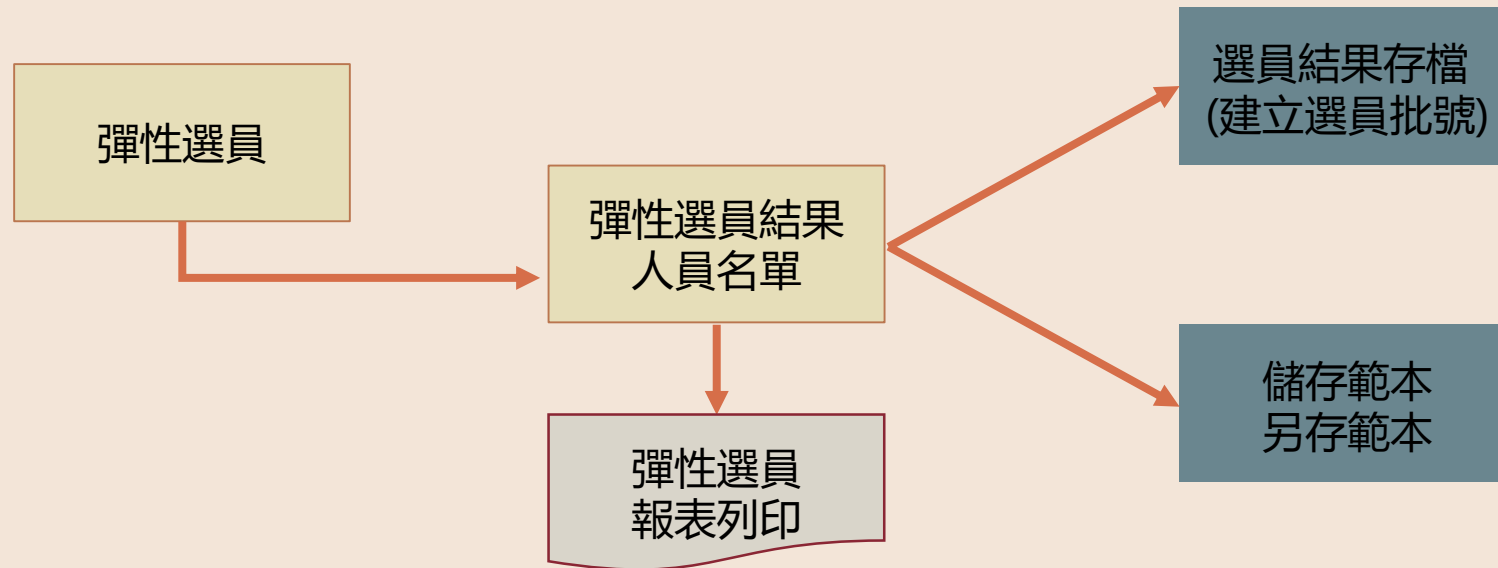 彈性選員
彈性選員結果
人員名單
選員結果存檔
(建立選員批號)
儲存範本
另存範本
彈性選員
報表列印